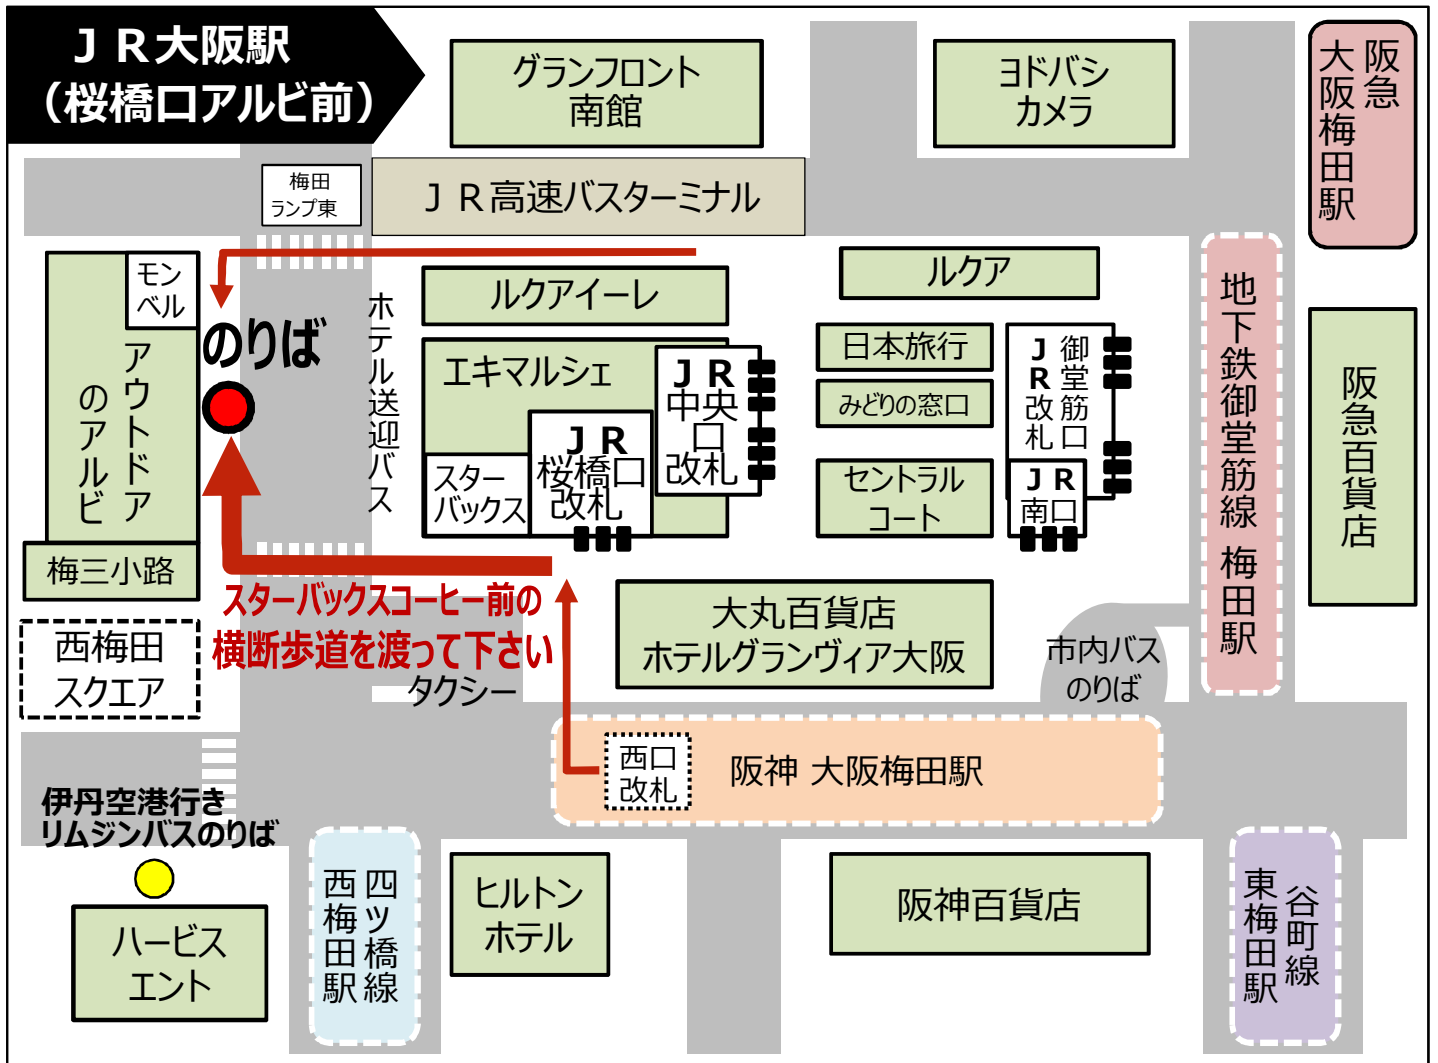 ＪＲ大阪駅
（桜橋口アルビ前）
グランフロント
南館
ヨドバシ
カメラ
阪急
大阪梅田駅
梅田
ランプ東
ＪＲ高速バスターミナル
モン
ベル
アウトドア
のアルビ
のりば
ホテル送迎バス
ルクアイーレ
ルクア
エキマルシェ
ＪＲ
中央
口
改札
ＪＲ
桜橋口
改札
スター
バックス
日本旅行
みどりの窓口
セントラル
コート
御堂筋口
ＪＲ改札
ＪＲ
南口
地下鉄御堂筋線 梅田駅
阪急百貨店
梅三小路
スターバックスコーヒー前の
横断歩道を渡って下さい
タクシー
大丸百貨店
ホテルグランヴィア大阪
市内バス
のりば
西梅田
スクエア
西口
改札
阪神 大阪梅田駅
伊丹空港行き
リムジンバスのりば
ハービス
エント
四ツ橋線
西梅田駅
ヒルトン
ホテル
阪神百貨店
谷町線
東梅田駅